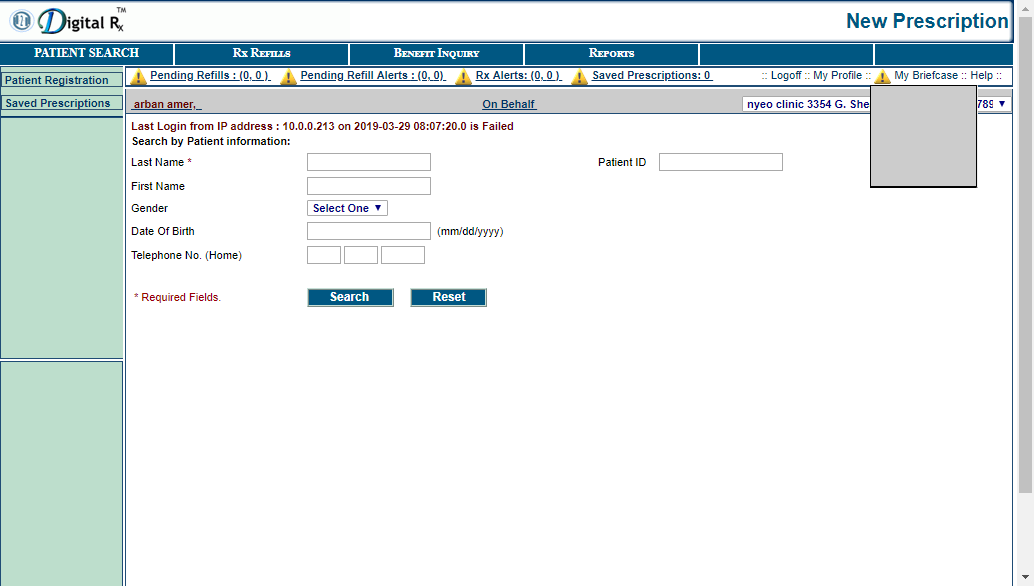 Digital Rx TM
New Prescription
PATIENT SEARCH
RX REFILLS
BENEFIT INQUIRY
REPORTS
Patient Registration
Saved Prescriptions
Pending Refills : (0, 0 ) Pending Refill Alerts : (0, 0) Rx Alerts: (0, 0 ) Saved Prescriptions: 0 :: Logoff :: My Profile :: My Briefcase :: Help ::
arban amer, On Behalf nyeo clinic 3354 G. She
Last Login from IP address : 10.0.0.213 on 2019-03-29 08:07:20.0 is Failed
Search by Patient information:
Last Name * Patient ID
First Name
Gender Select One
Date Of Birth (mm/dd/yyyy)
Telephone No. (Home)
* Required Fields. Search Reset